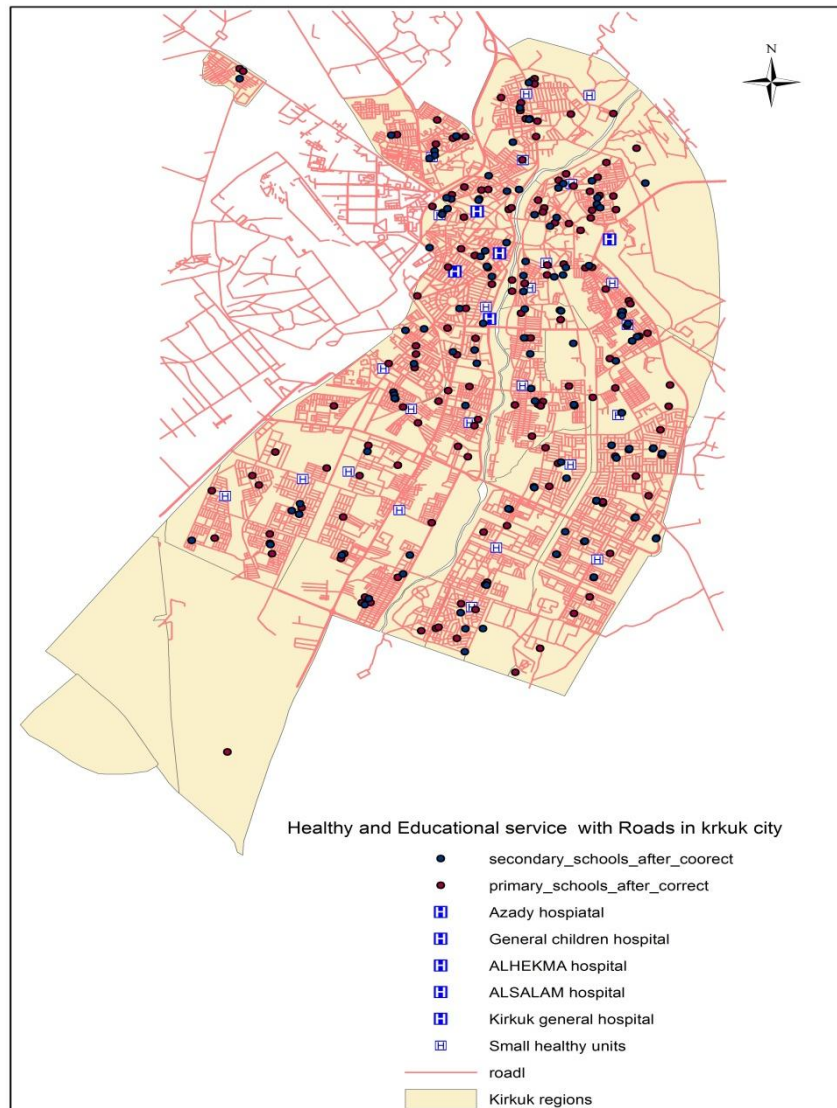 N
Healthy and Educational service with Roads in krkuk city
secondary_schools_after_coorect
primary_schools_after_correct
Azady hospiatal
General children hospital
ALHEKMA hospital
ALSALAM hospital
Kirkuk general hospital
Small healthy units
roadl
Kirkuk regions